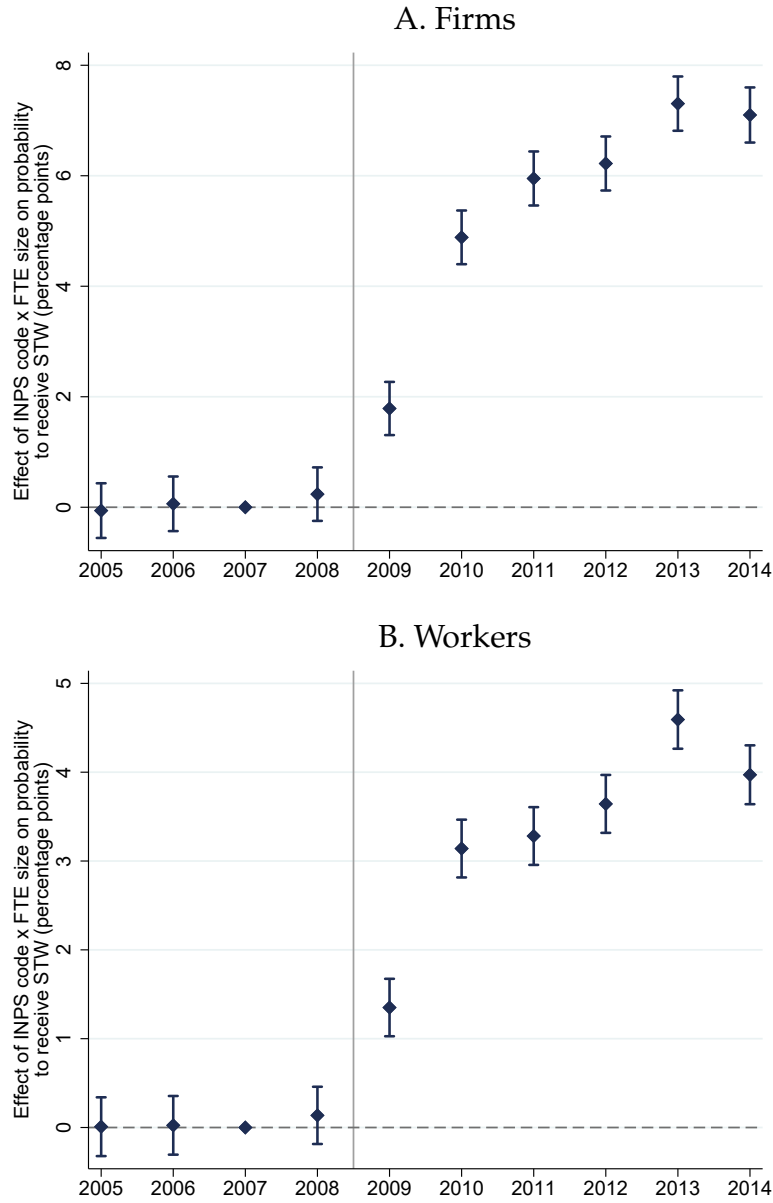 A. Firms
Effect of INPS code x FTE size on probability
to receive STW (percentage points)
8
6
4
2
0
2005 2006 2007 2008 2009 2010 2011 2012 2013 2014
B. Workers
Effect of INPS code x FTE size on probability
to receive STW (percentage points)
5
4
3
2
1
0
2005 2006 2007 2008 2009 2010 2011 2012 2013 2014